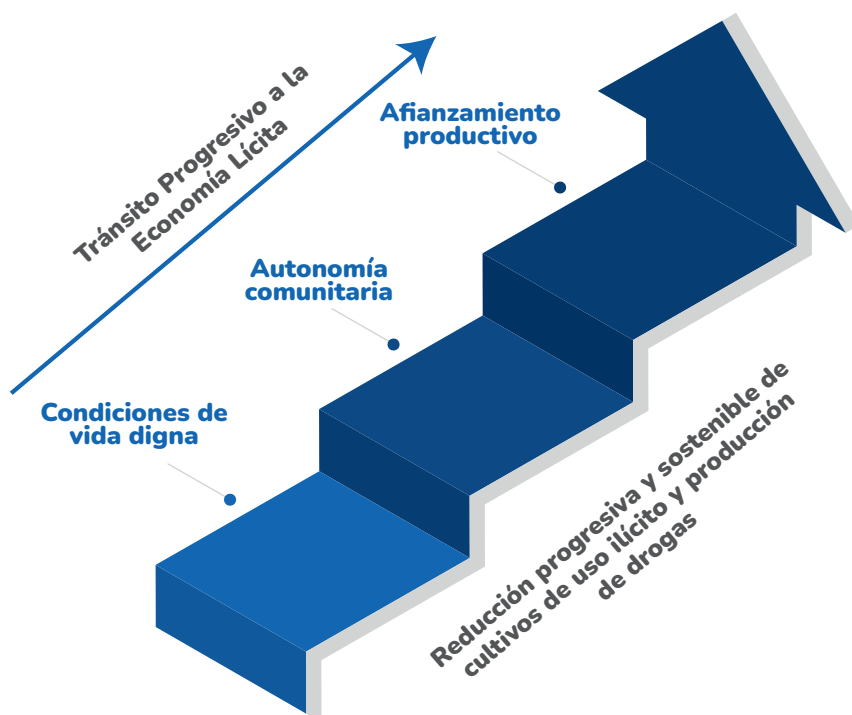 Tránsito Progresivo a la
Economía Lícita
Afianzamiento
productivo
Autonomía
comunitaria
Condiciones de
vida digna
Reducción progresiva y sostenible de
cultivos de uso ilícito y producción
de drogas